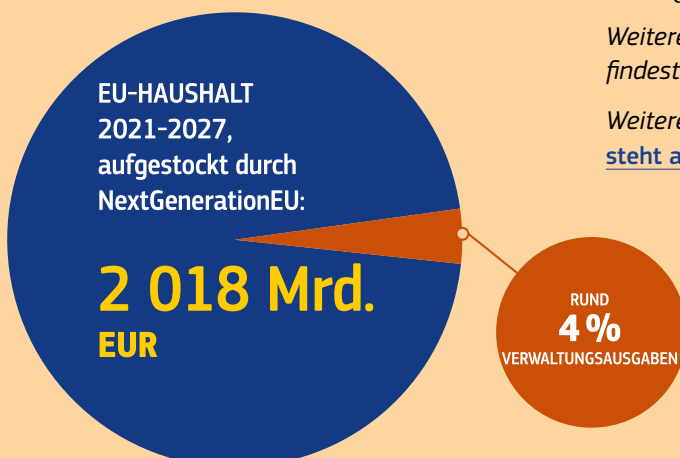 Weitere
findest
Weitere
steht a
EU-HAUSHALT
2021-2027,
aufgestockt durch
NextGenerationEU:
2 018 Mrd.
EUR
RUND
4 %
VERWALTUNGSAUSGABEN